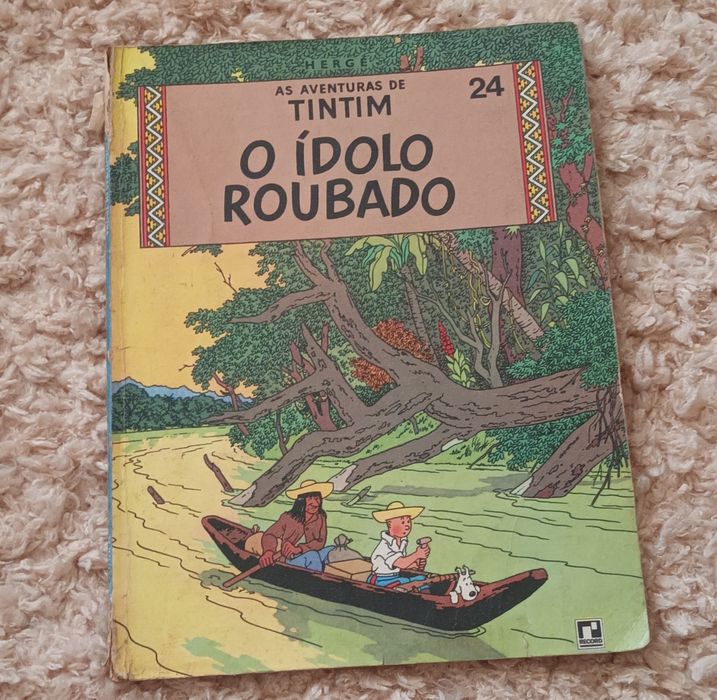 HERGÉ
AS AVENTURAS DE
24
TINTIM
O ÍDOLO
ROUBADO
RECORD